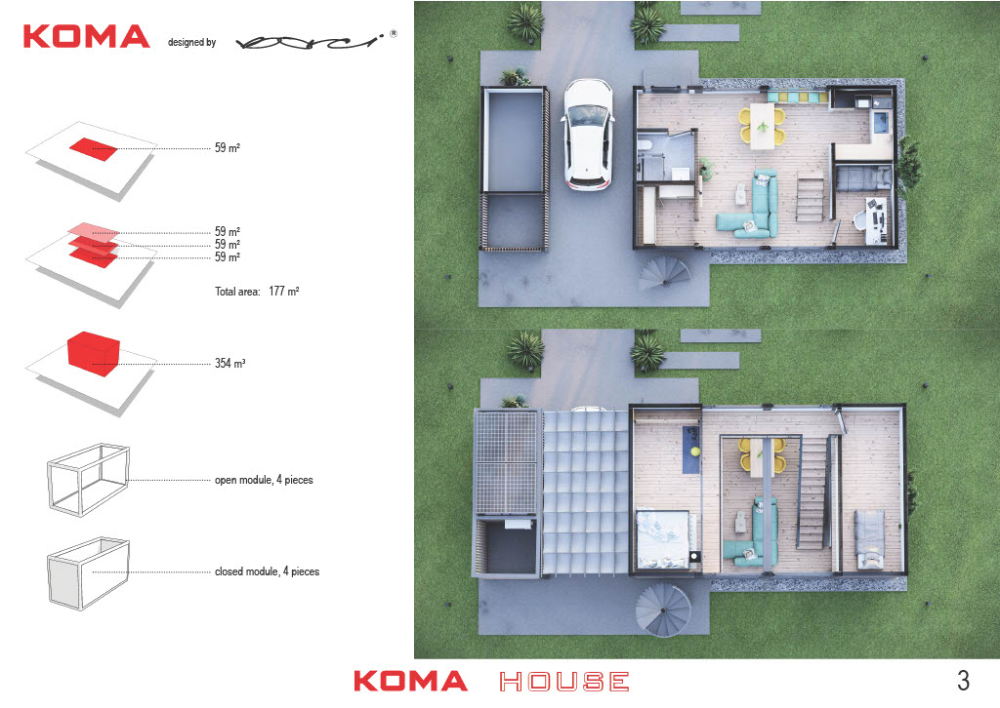 KOMA
designed by
®
59 m²
59 m²
59 m²
59 m²
Total area: 177 m²
354 m³
open module, 4 pieces
closed module, 4 pieces
KOMA HOUSE
3